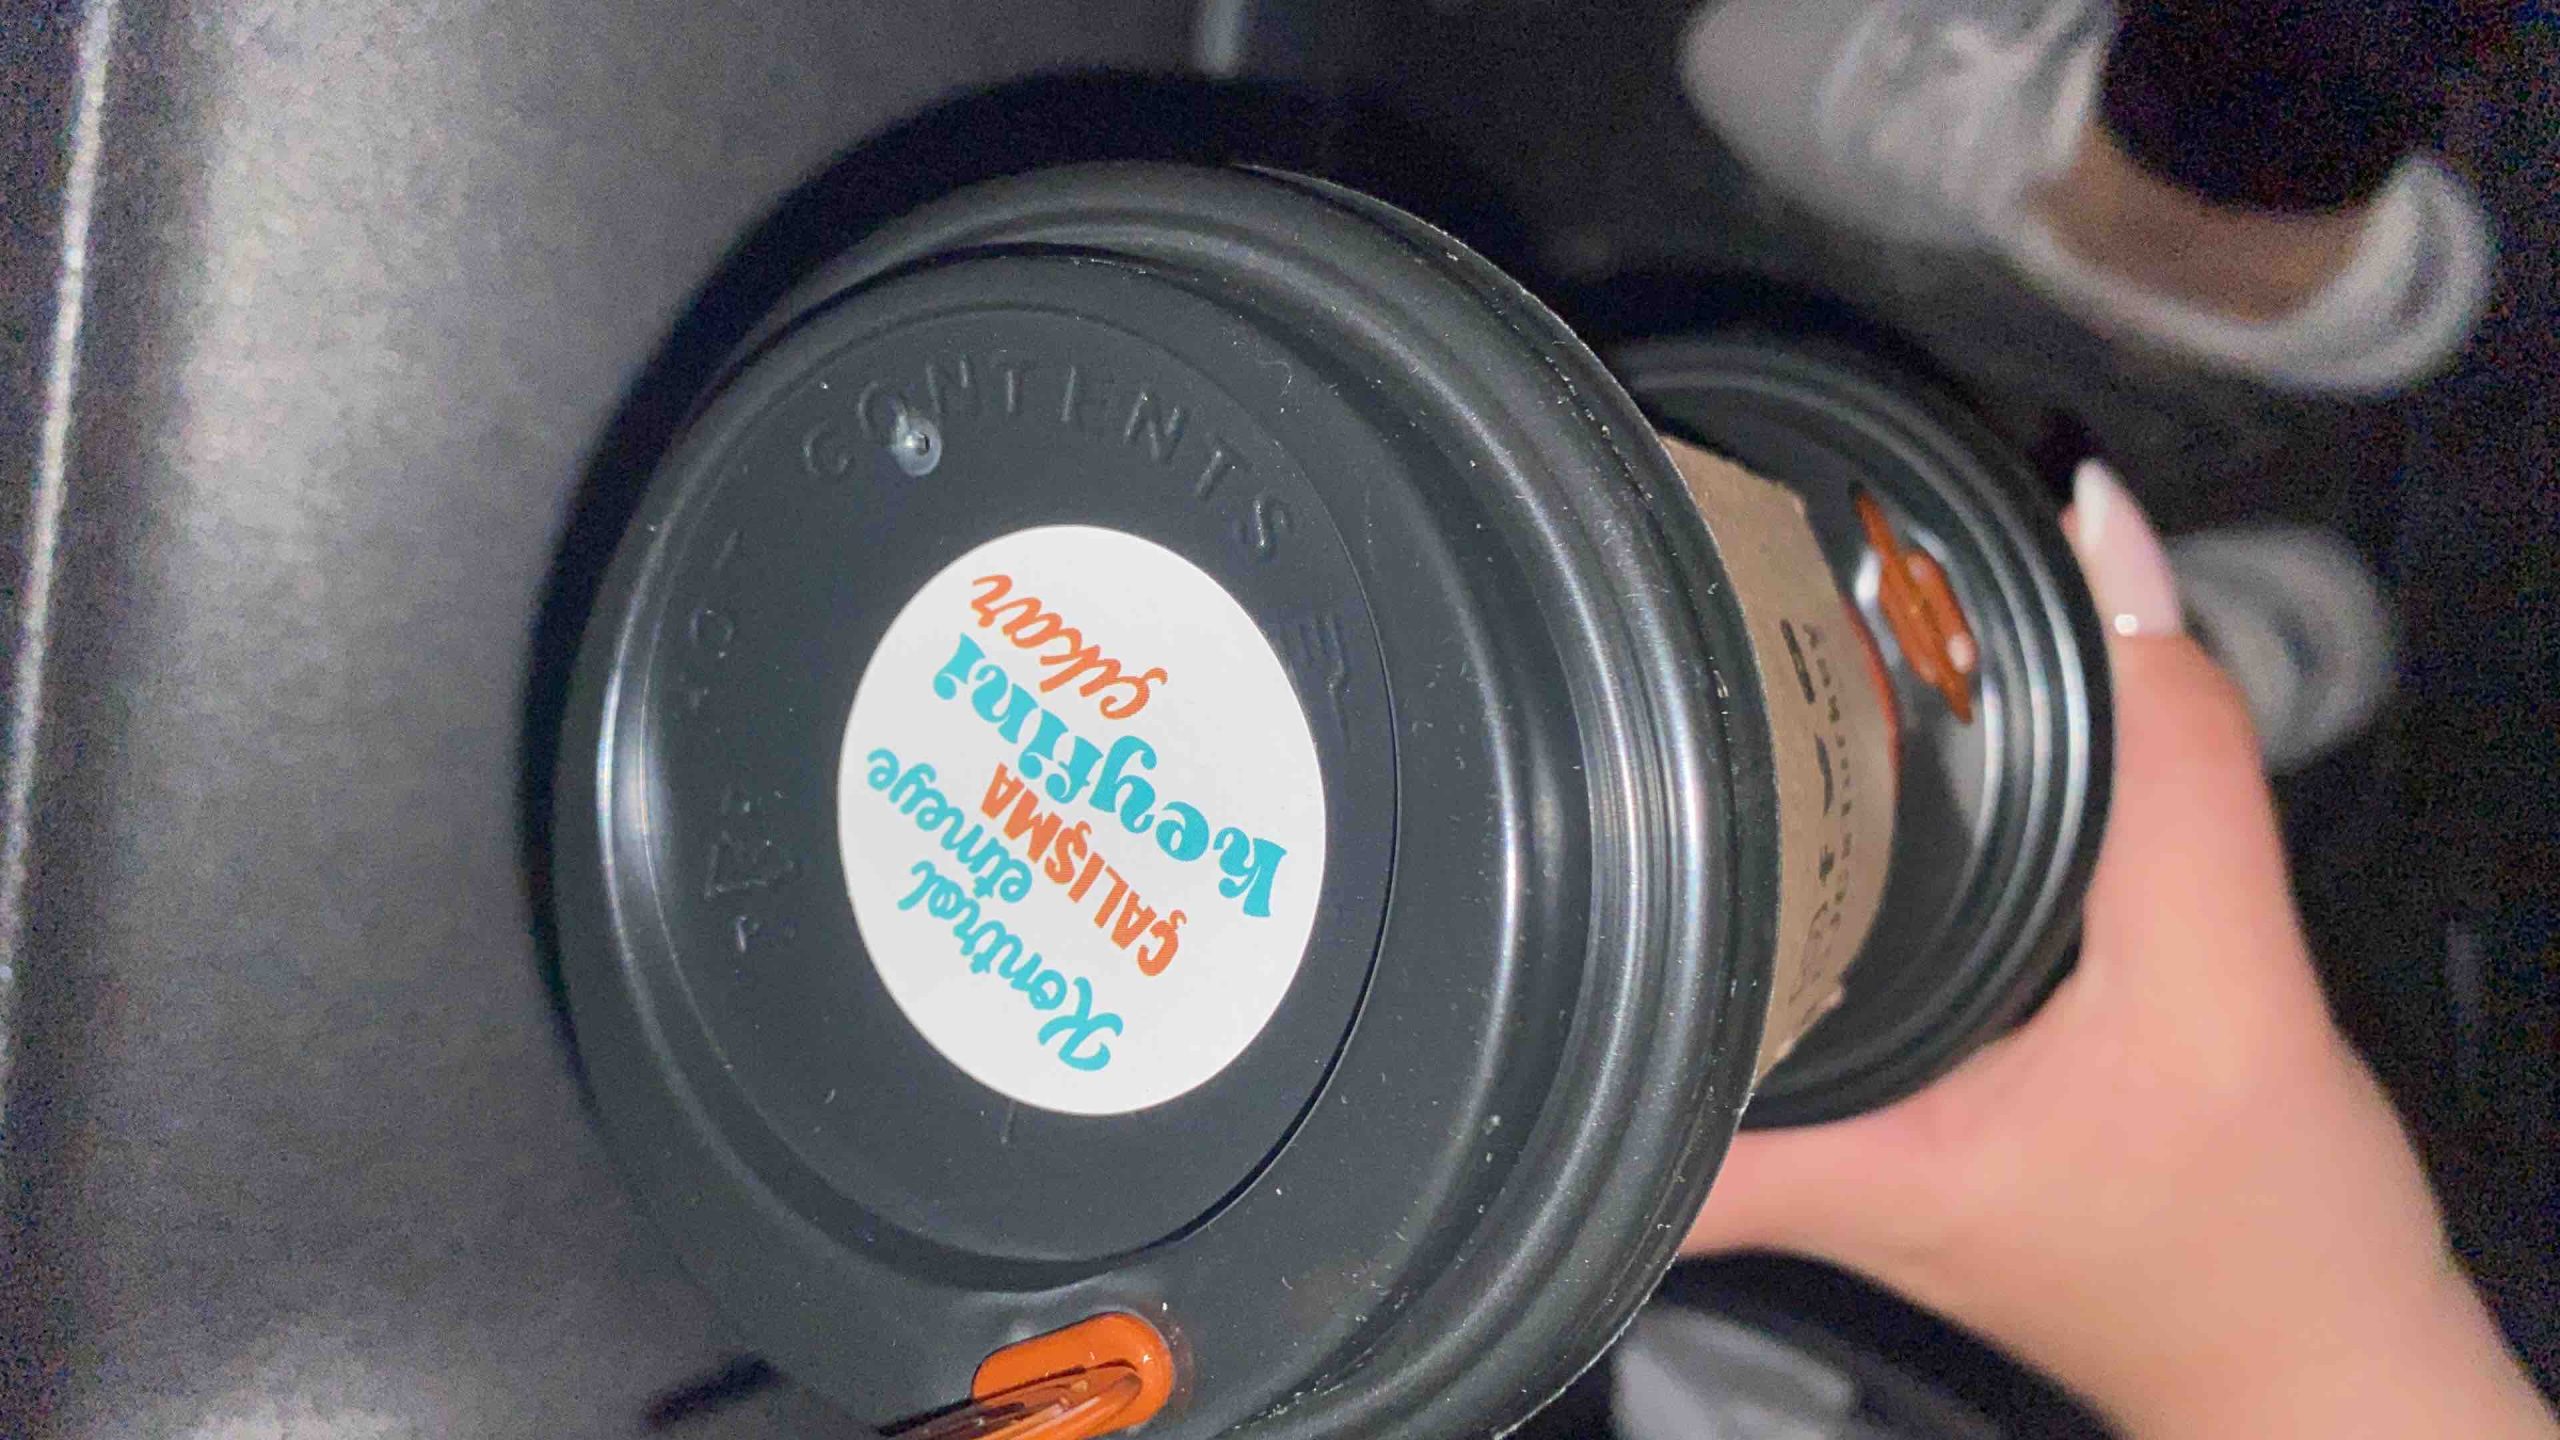 Kontrol
etmeye
ÇALIŞMA
keyfini
çıkar
CONTENTS